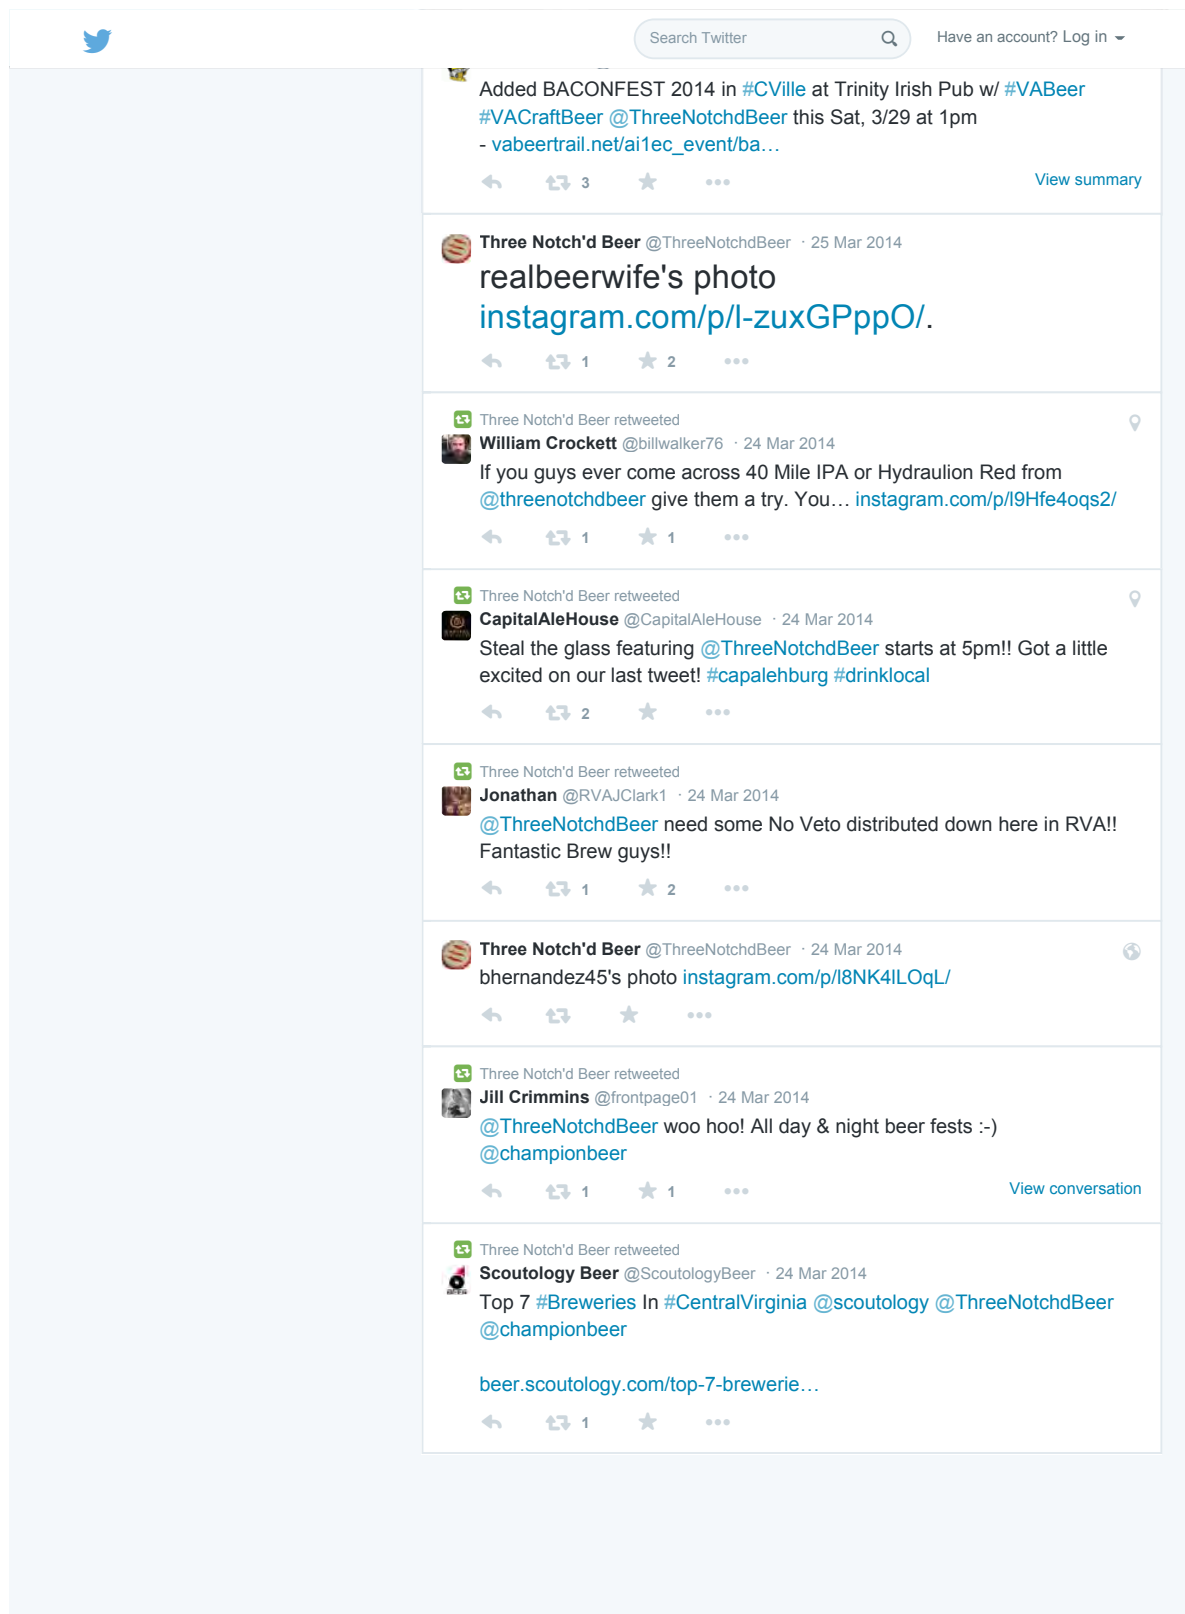 Search Twitter
Have an account? Log in
Added BACONFEST 2014 in #CVille at Trinity Irish Pub w/ #VABeer
#VACraftBeer @ThreeNotchdBeer this Sat, 3/29 at 1pm
- vabeertrail.net/ai1ec_event/ba…
3
View summary
Three Notch'd Beer @ThreeNotchdBeer · 25 Mar 2014
realbeerwife's photo
instagram.com/p/l-zuxGPppO/.
1 2
Three Notch'd Beer retweeted
William Crockett @billwalker76 · 24 Mar 2014
If you guys ever come across 40 Mile IPA or Hydraulion Red from
@threenotchdbeer give them a try. You… instagram.com/p/l9Hfe4oqs2/
1 1
Three Notch'd Beer retweeted
CapitalAleHouse @CapitalAleHouse · 24 Mar 2014
Steal the glass featuring @ThreeNotchdBeer starts at 5pm!! Got a little
excited on our last tweet! #capalehburg #drinklocal
2
Three Notch'd Beer retweeted
Jonathan @RVAJClark1 · 24 Mar 2014
@ThreeNotchdBeer need some No Veto distributed down here in RVA!!
Fantastic Brew guys!!
1 2
Three Notch'd Beer @ThreeNotchdBeer · 24 Mar 2014
bhernandez45's photo instagram.com/p/l8NK4lLOqL/
Three Notch'd Beer retweeted
Jill Crimmins @frontpage01 · 24 Mar 2014
@ThreeNotchdBeer woo hoo! All day & night beer fests :-)
@championbeer
1 1
View conversation
Three Notch'd Beer retweeted
Scoutology Beer @ScoutologyBeer · 24 Mar 2014
Top 7 #Breweries In #CentralVirginia @scoutology @ThreeNotchdBeer
@championbeer
beer.scoutology.com/top-7-brewerie…
1